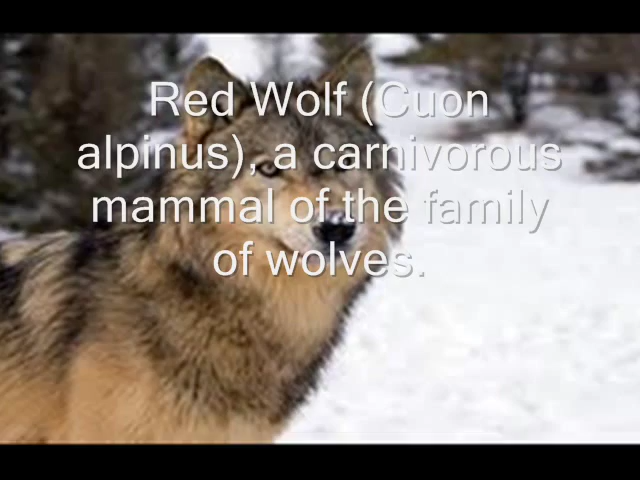 Red Wolf (Cuon
alpinus), a carnivorous
mammal of the family
of wolves.